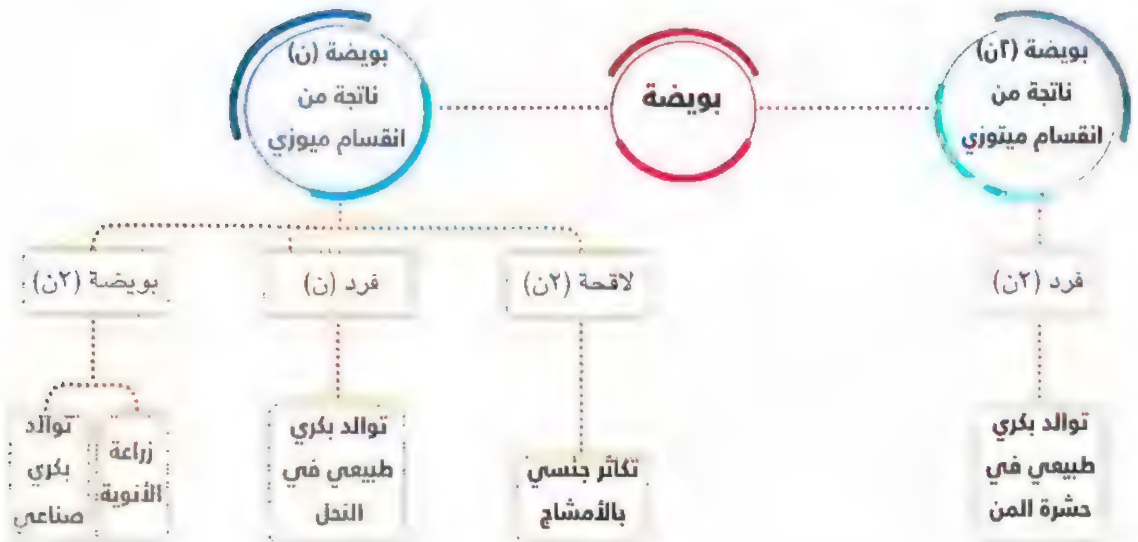 بويضة (٢ن)
ناتجة من
انقسام ميتوزي
بويضة
بويضة (ن)
ناتجة من
انقسام ميوزي
فرد (٢ن)
لاقحة (٢ن)
فرد (ن)
بويضة (٢ن)
توالد بكري
طبيعي في
حشرة المن
تكاثر جنسي
بالأمشاج
توالد بكري
طبيعي في
النحل
زراعة
الأنوية
توالد
بكري
صناعي